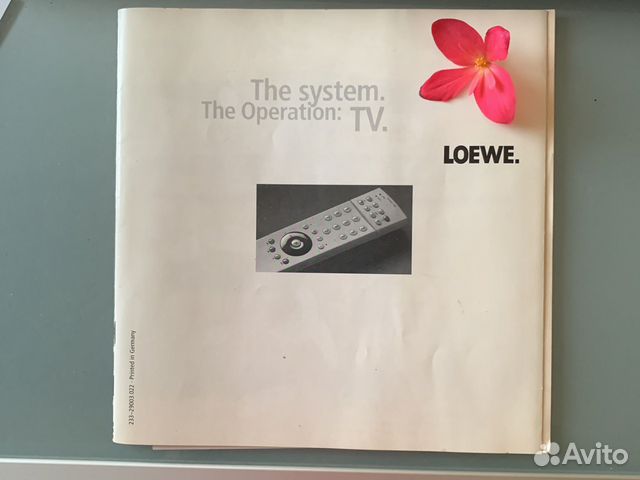 The system.
The Operation: TV.
LOEWE.
233–29003.022 · Printed in Germany
Avito